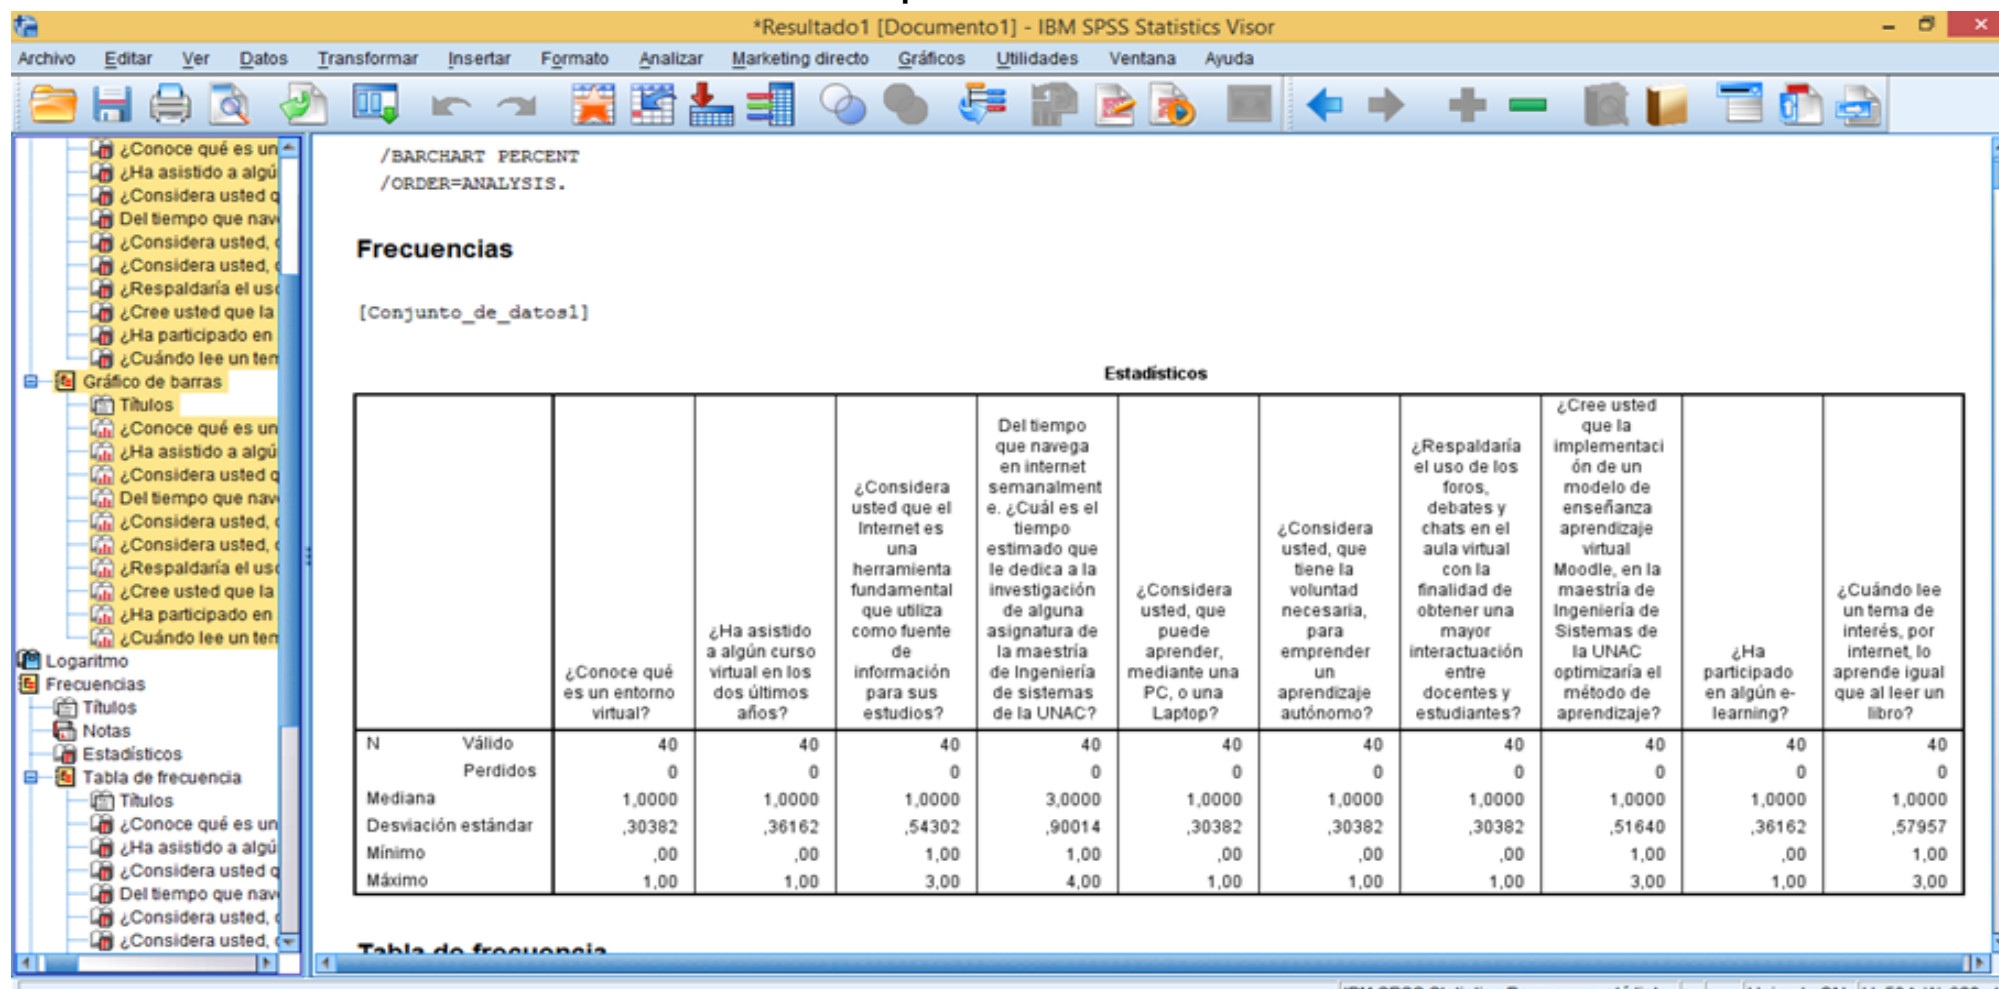 *Resultado1 [Documento1] - IBM SPSS Statistics Visor
Archivo Editar Ver Datos Transformar Insertar Formato Analizar Marketing directo Gráficos Utilidades Ventana Ayuda
¿Conoce qué es un
¿Ha asistido a algú
¿Considera usted q
Del tiempo que nav
¿Considera usted,
¿Considera usted,
¿Respaldaría el us
¿Cree usted que la
¿Ha participado en
¿Cuándo lee un tem
Gráfico de barras
Títulos
¿Conoce qué es un
¿Ha asistido a algú
¿Considera usted q
Del tiempo que nav
¿Considera usted,
¿Considera usted,
¿Respaldaría el us
¿Cree usted que la
¿Ha participado en
¿Cuándo lee un tem
Logaritmo
Frecuencias
Títulos
Notas
Estadísticos
Tabla de frecuencia
Títulos
¿Conoce qué es un
¿Ha asistido a algú
¿Considera usted q
Del tiempo que nav
¿Considera usted,
¿Considera usted,
/BARCHART PERCENT
/ORDER=ANALYSIS.
Frecuencias
[Conjunto_de_datos1]
Estadísticos
¿Conoce qué
es un entorno
virtual?
¿Ha asistido
a algún curso
virtual en los
dos últimos
años?
¿Considera
usted que el
Internet es
una
herramienta
fundamental
que utiliza
como fuente
de
información
para sus
estudios?
Del tiempo
que navega
en internet
semanalment
e. ¿Cuál es el
tiempo
estimado que
le dedica a la
investigación
de alguna
asignatura de
la maestría
de Ingeniería
de sistemas
de la UNAC?
¿Considera
usted, que
puede
aprender,
mediante una
PC, o una
Laptop?
¿Considera
usted, que
tiene la
voluntad
necesaria,
para
emprender
un
aprendizaje
autónomo?
¿Respaldaría
el uso de los
foros,
debates y
chats en el
aula virtual
con la
finalidad de
obtener una
mayor
interactuación
entre
docentes y
estudiantes?
¿Cree usted
que la
implementaci
ón de un
modelo de
enseñanza
aprendizaje
virtual
Moodle, en la
maestría de
Ingeniería de
Sistemas de
la UNAC
optimizaría el
método de
aprendizaje?
¿Ha
participado
en algún e-
learning?
¿Cuándo lee
un tema de
interés, por
internet, lo
aprende igual
que al leer un
libro?
N Válido 40 40 40 40 40 40 40 40 40 40
Perdidos 0 0 0 0 0 0 0 0 0 0
Mediana 1,0000 1,0000 1,0000 3,0000 1,0000 1,0000 1,0000 1,0000 1,0000 1,0000
Desviación estándar ,30382 ,36162 ,54302 ,90014 ,30382 ,30382 ,30382 ,51640 ,36162 ,57957
Mínimo ,00 ,00 1,00 1,00 ,00 ,00 ,00 1,00 ,00 1,00
Máximo 1,00 1,00 3,00 4,00 1,00 1,00 1,00 3,00 1,00 3,00
Tabla de frecuencia